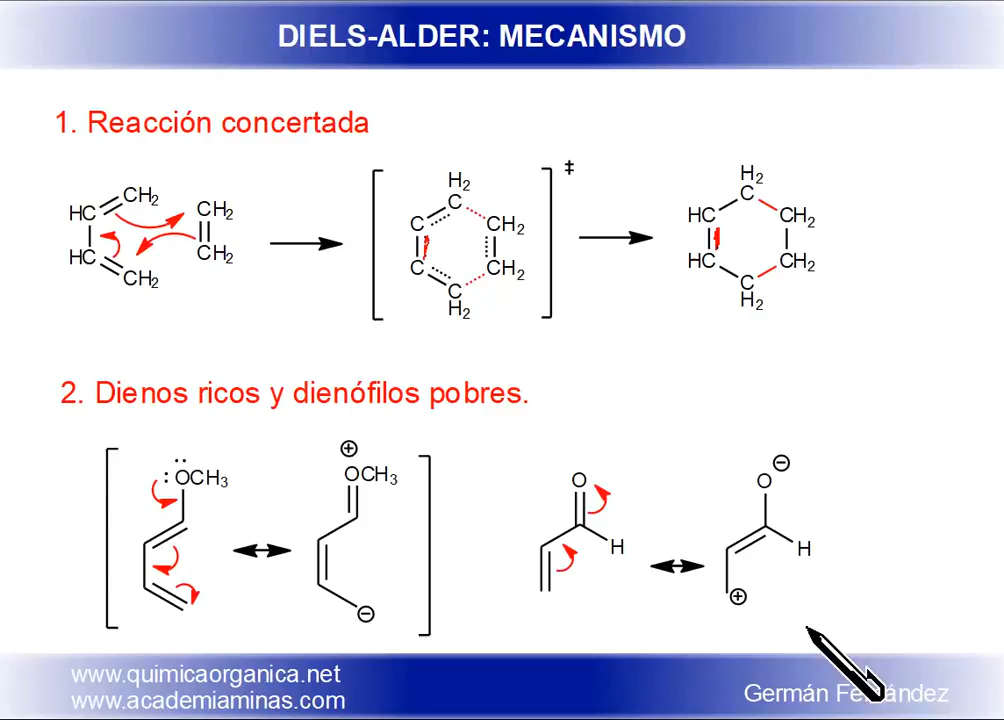 DIELS-ALDER: MECANISMO
1. Reacción concertada
HC CH2 HC CH2 CH2 CH2
H2 C C C C H2 CH2 CH2 ‡
H2 C HC HC C H2 CH2 CH2
2. Dienos ricos y dienófilos pobres.
:OCH3 ⊕ OCH3 ⊖
O H O ⊖ H ⊕
www.quimicaorganica.net
www.academiaminas.com
Germán Fernández